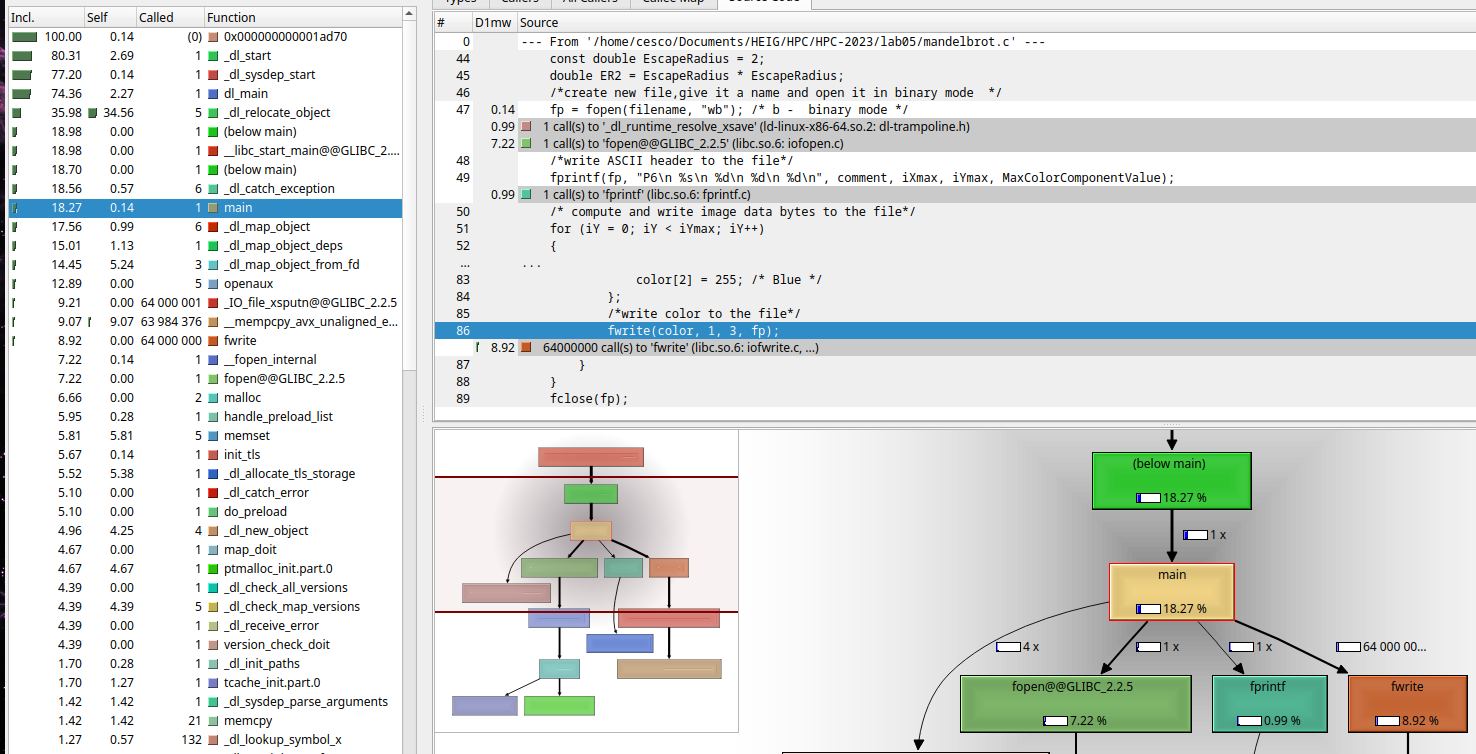 Types Callers All Callers Callee Map Source Code
Incl. Self Called Function
100.00 0.14 (0) 0x000000000001ad70
80.31 2.69 1 _dl_start
77.20 0.14 1 _dl_sysdep_start
74.36 2.27 1 dl_main
35.98 34.56 5 _dl_relocate_object
18.98 0.00 1 (below main)
18.98 0.00 1 __libc_start_main@@GLIBC_2....
18.70 0.00 1 (below main)
18.56 0.57 6 _dl_catch_exception
18.27 0.14 1 main
17.56 0.99 6 _dl_map_object
15.01 1.13 1 _dl_map_object_deps
14.45 5.24 3 _dl_map_object_from_fd
12.89 0.00 5 openaux
9.21 0.00 64 000 001 _IO_file_xsputn@@GLIBC_2.2.5
9.07 9.07 63 984 376 __mempcpy_avx_unaligned_e...
8.92 0.00 64 000 000 fwrite
7.22 0.14 1 __fopen_internal
7.22 0.00 1 fopen@@GLIBC_2.2.5
6.66 0.00 2 malloc
5.95 0.28 1 handle_preload_list
5.81 5.81 5 memset
5.67 0.14 1 init_tls
5.52 5.38 1 _dl_allocate_tls_storage
5.10 0.00 1 _dl_catch_error
5.10 0.00 1 do_preload
4.96 4.25 4 _dl_new_object
4.67 0.00 1 map_doit
4.67 4.67 1 ptmalloc_init.part.0
4.39 0.00 1 _dl_check_all_versions
4.39 4.39 5 _dl_check_map_versions
4.39 0.00 1 _dl_receive_error
4.39 0.00 1 version_check_doit
1.70 0.28 1 _dl_init_paths
1.70 1.27 1 tcache_init.part.0
1.42 1.42 1 _dl_sysdep_parse_arguments
1.42 1.42 21 memcpy
1.27 0.57 132 _dl_lookup_symbol_x
# D1mw Source
0 --- From '/home/cesco/Documents/HEIG/HPC/HPC-2023/lab05/mandelbrot.c' ---
44 const double EscapeRadius = 2;
45 double ER2 = EscapeRadius * EscapeRadius;
46 /*create new file,give it a name and open it in binary mode */
47 0.14 fp = fopen(filename, "wb"); /* b - binary mode */
0.99 1 call(s) to '_dl_runtime_resolve_xsave' (ld-linux-x86-64.so.2: dl-trampoline.h)
7.22 1 call(s) to 'fopen@@GLIBC_2.2.5' (libc.so.6: iofopen.c)
48 /*write ASCII header to the file*/
49 fprintf(fp, "P6\n %s\n %d\n %d\n %d\n", comment, iXmax, iYmax, MaxColorComponentValue);
0.99 1 call(s) to 'fprintf' (libc.so.6: fprintf.c)
50 /* compute and write image data bytes to the file*/
51 for (iY = 0; iY < iYmax; iY++)
52 {
... ...
83 color[2] = 255; /* Blue */
84 };
85 /*write color to the file*/
86 fwrite(color, 1, 3, fp);
8.92 64000000 call(s) to 'fwrite' (libc.so.6: iofwrite.c, ...)
87 }
88 }
89 fclose(fp);
(below main)
18.27 %
1 x
main
18.27 %
4 x 1 x 1 x 64 000 00...
fopen@@GLIBC_2.2.5 fprintf fwrite
7.22 % 0.99 % 8.92 %